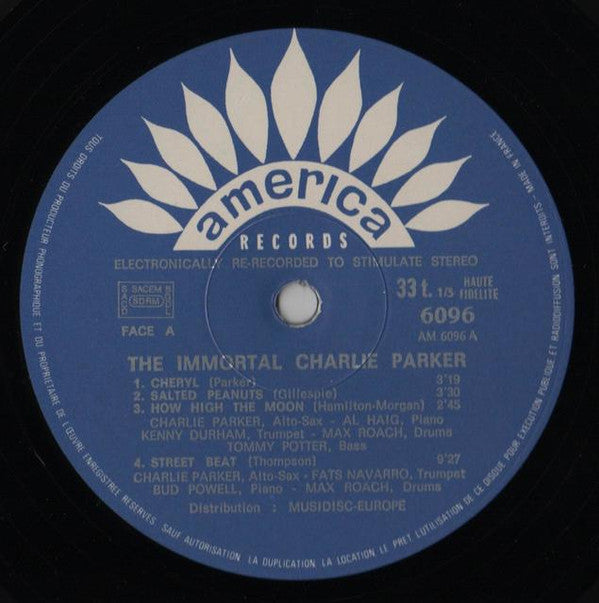 america
RECORDS
ELECTRONICALLY RE-RECORDED TO STIMULATE STEREO
SACEM
SACD SDRM SGDL
FACE A
33 t. 1/3 HAUTE FIDELITE
6096
AM 6096 A
THE IMMORTAL CHARLIE PARKER
1. CHERYL (Parker) 3'19
2. SALTED PEANUTS (Gillespie) 3'30
3. HOW HIGH THE MOON (Hamilton-Morgan) 2'45
CHARLIE PARKER, Alto-Sax - AL HAIG, Piano
KENNY DURHAM, Trumpet - MAX ROACH, Drums
TOMMY POTTER, Bass
4. STREET BEAT (Thompson) 9'27
CHARLIE PARKER, Alto-Sax - FATS NAVARRO, Trumpet
BUD POWELL, Piano - MAX ROACH, Drums
Distribution : MUSIDISC-EUROPE
TOUS DROITS DU PRODUCTEUR PHONOGRAPHIQUE ET DU PROPRIETAIRE DE L'ŒUVRE ENREGISTREE RESERVES SAUF AUTORISATION, LA DUPLICATION, LA LOCATION LE PRET L'UTILISATION DE CE DISQUE POUR EXECUTION PUBLIQUE ET RADIODIFFUSION SONT INTERDITS - MADE IN FRANCE